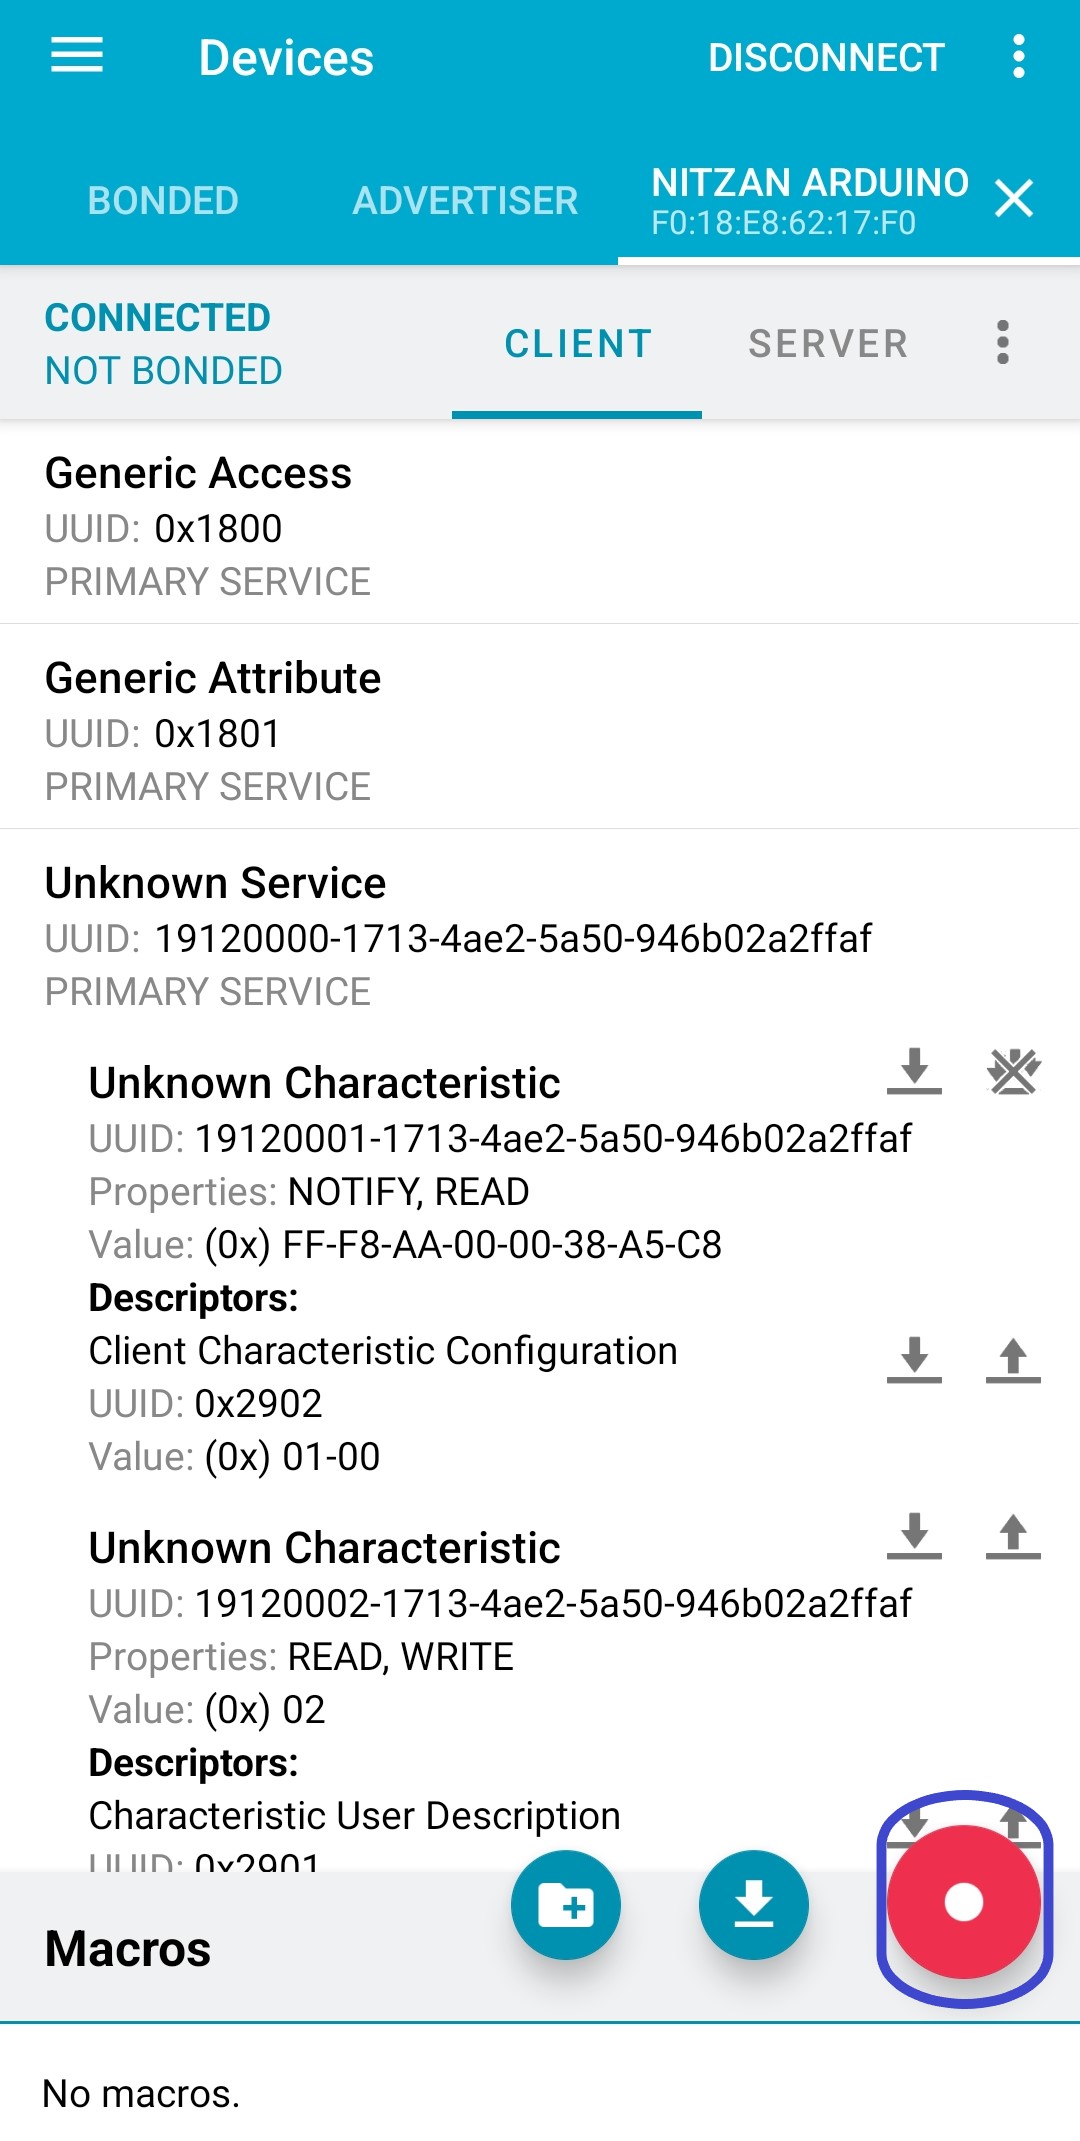 Devices
DISCONNECT
BONDED
ADVERTISER
NITZAN ARDUINO
F0:18:E8:62:17:F0
CONNECTED
NOT BONDED
CLIENT
SERVER
Generic Access
UUID: 0x1800
PRIMARY SERVICE
Generic Attribute
UUID: 0x1801
PRIMARY SERVICE
Unknown Service
UUID: 19120000-1713-4ae2-5a50-946b02a2ffaf
PRIMARY SERVICE
Unknown Characteristic
UUID: 19120001-1713-4ae2-5a50-946b02a2ffaf
Properties: NOTIFY, READ
Value: (0x) FF-F8-AA-00-00-38-A5-C8
Descriptors:
Client Characteristic Configuration
UUID: 0x2902
Value: (0x) 01-00
Unknown Characteristic
UUID: 19120002-1713-4ae2-5a50-946b02a2ffaf
Properties: READ, WRITE
Value: (0x) 02
Descriptors:
Characteristic User Description
UUID: 0x2901
Macros
No macros.